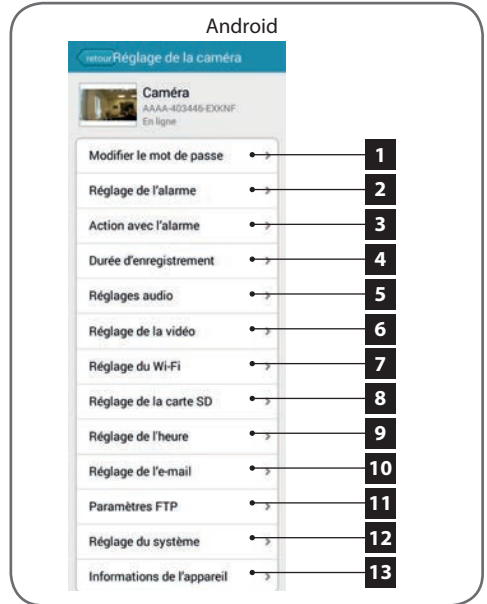 Android
retour Réglage de la caméra
Caméra
AAAA-403446-EXKNF
En ligne
Modifier le mot de passe 1
Réglage de l'alarme 2
Action avec l'alarme 3
Durée d'enregistrement 4
Réglages audio 5
Réglage de la vidéo 6
Réglage du Wi-Fi 7
Réglage de la carte SD 8
Réglage de l'heure 9
Réglage de l'e-mail 10
Paramètres FTP 11
Réglage du système 12
Informations de l'appareil 13